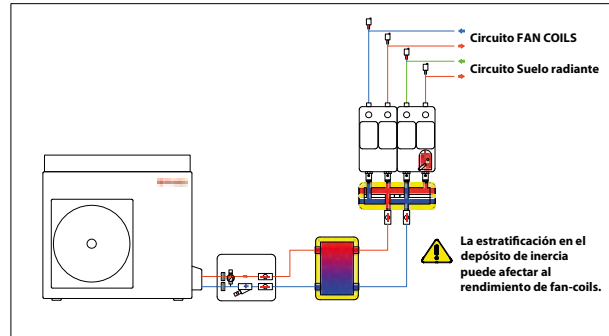 Circuito FAN COILS
Circuito Suelo radiante
La estratificación en el
depósito de inercia
puede afectar al
rendimiento de fan-coils.